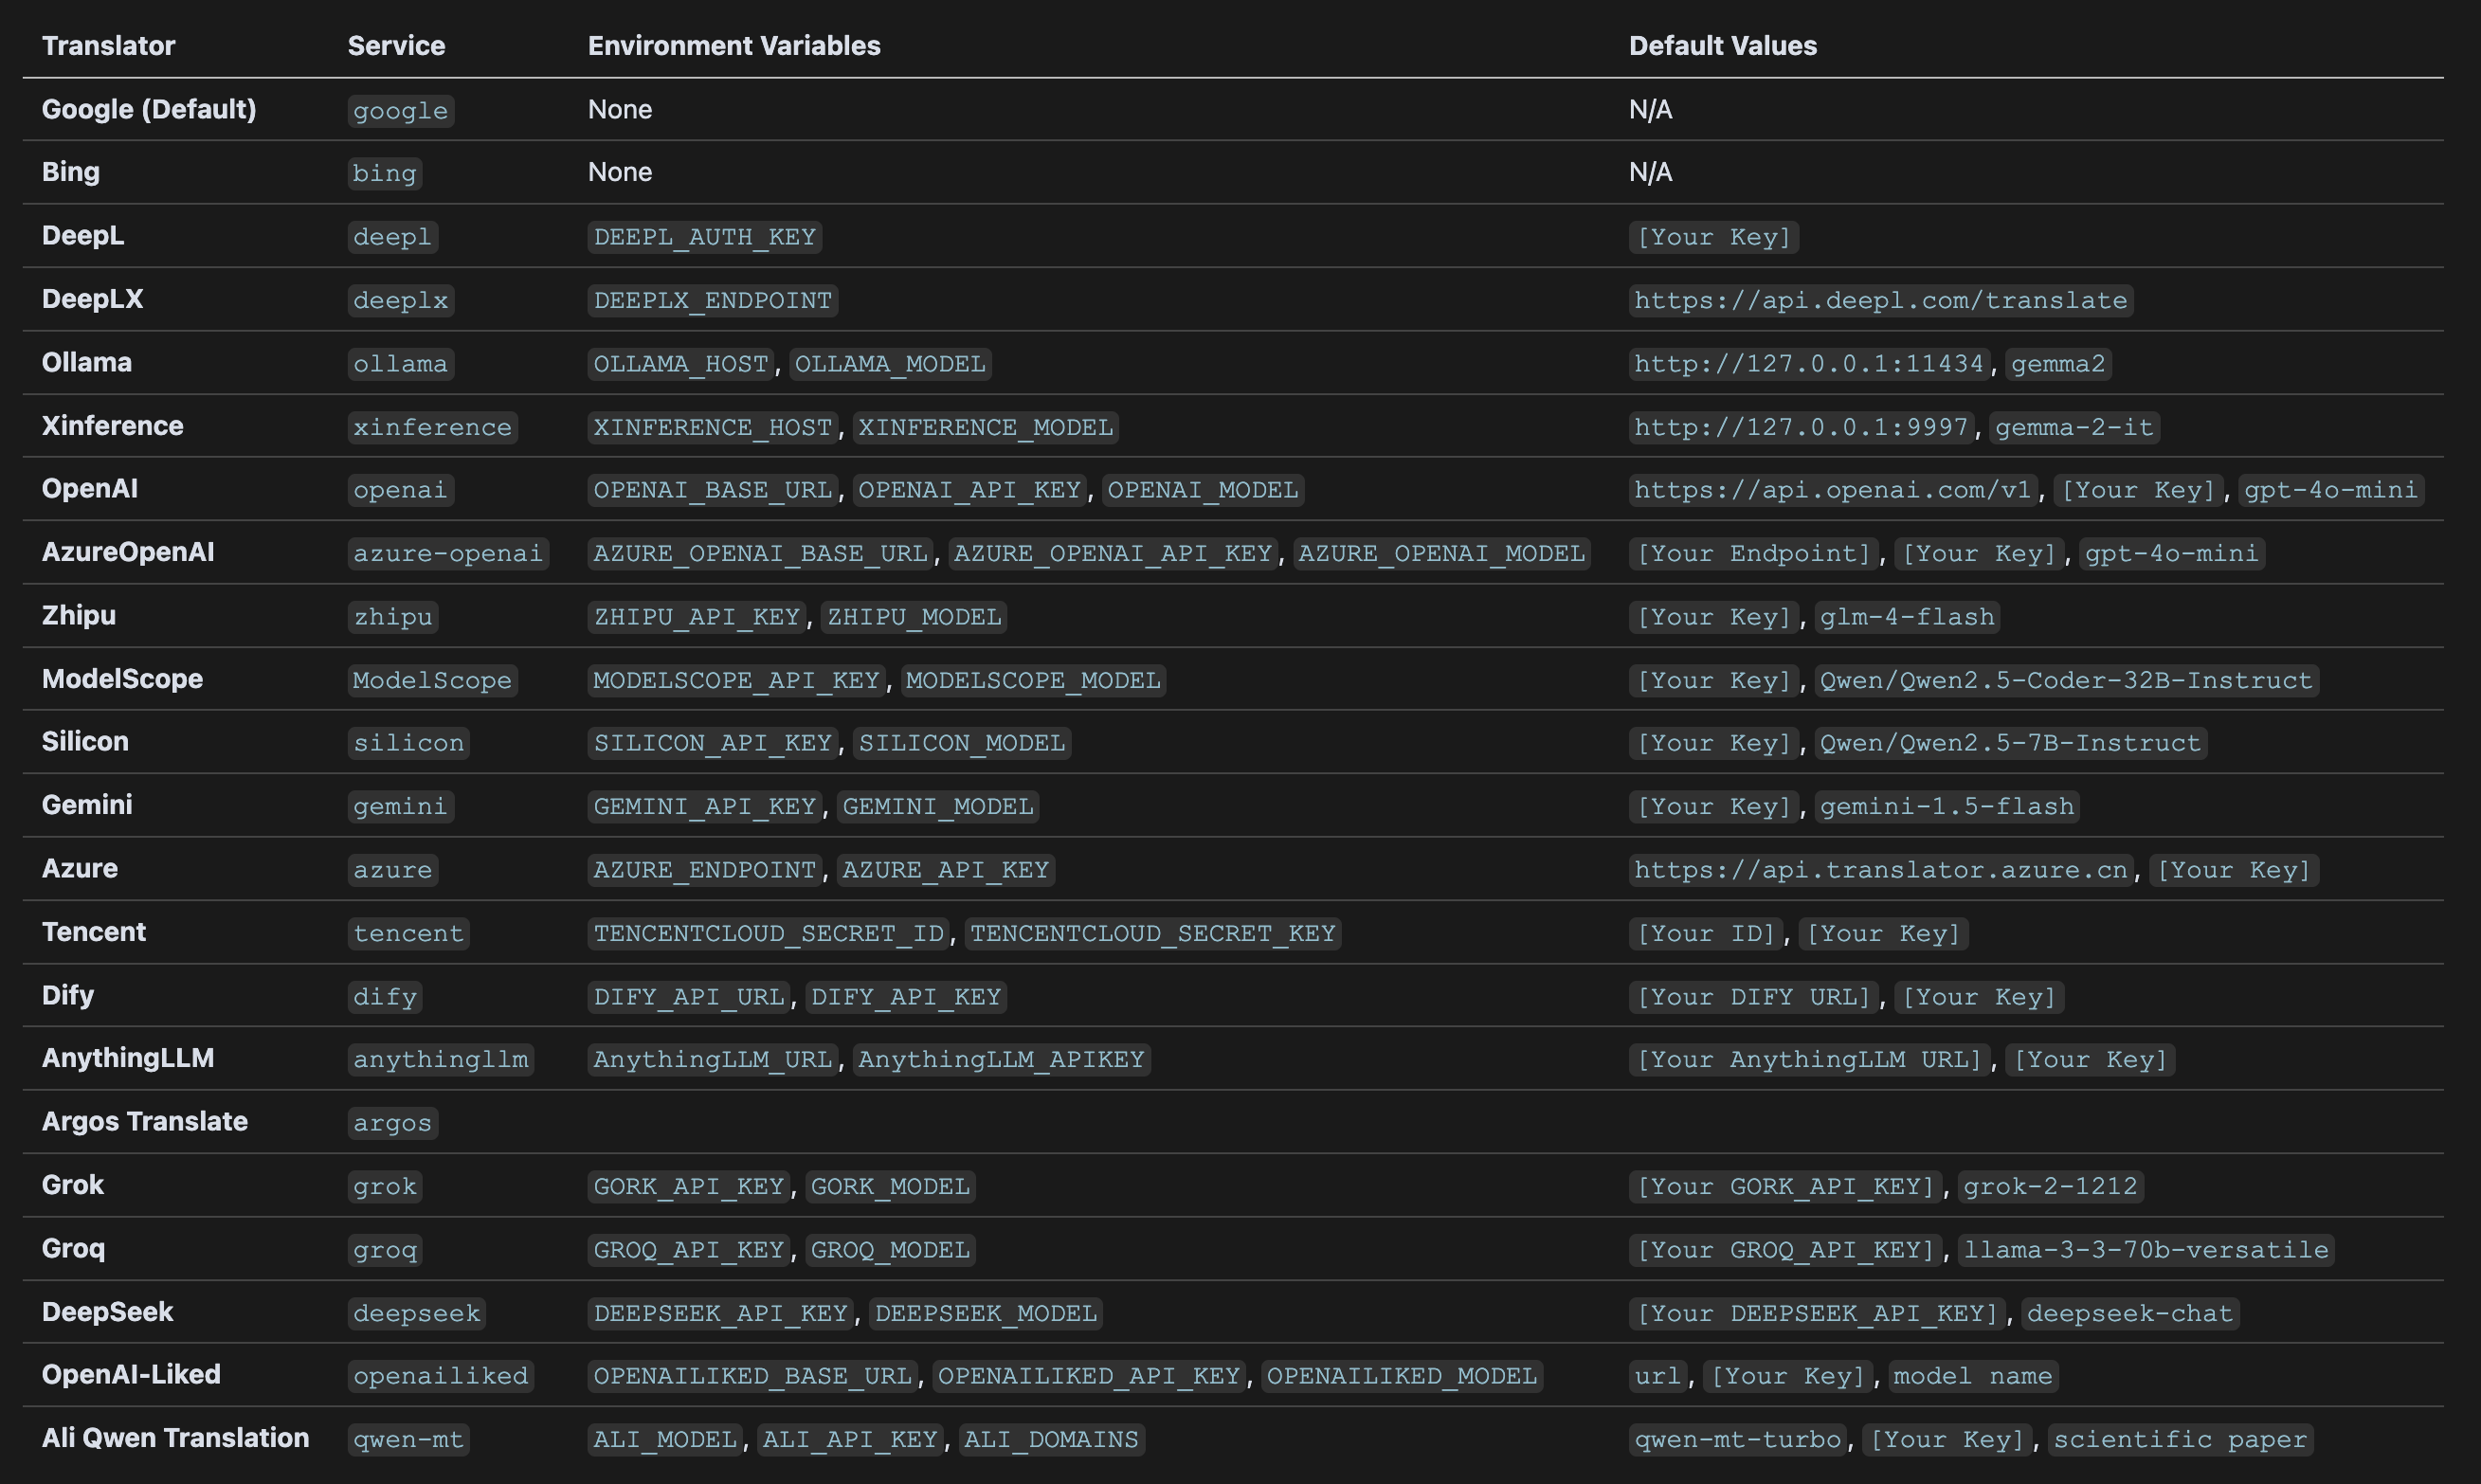 Translator Service Environment Variables Default Values
Google (Default) google None N/A
Bing bing None N/A
DeepL deepl DEEPL_AUTH_KEY [Your Key]
DeepLX deeplx DEEPLX_ENDPOINT https://api.deepl.com/translate
Ollama ollama OLLAMA_HOST, OLLAMA_MODEL http://127.0.0.1:11434, gemma2
Xinference xinference XINFERENCE_HOST, XINFERENCE_MODEL http://127.0.0.1:9997, gemma-2-it
OpenAI openai OPENAI_BASE_URL, OPENAI_API_KEY, OPENAI_MODEL https://api.openai.com/v1, [Your Key], gpt-4o-mini
AzureOpenAI azure-openai AZURE_OPENAI_BASE_URL, AZURE_OPENAI_API_KEY, AZURE_OPENAI_MODEL [Your Endpoint], [Your Key], gpt-4o-mini
Zhipu zhipu ZHIPU_API_KEY, ZHIPU_MODEL [Your Key], glm-4-flash
ModelScope ModelScope MODELSCOPE_API_KEY, MODELSCOPE_MODEL [Your Key], Qwen/Qwen2.5-Coder-32B-Instruct
Silicon silicon SILICON_API_KEY, SILICON_MODEL [Your Key], Qwen/Qwen2.5-7B-Instruct
Gemini gemini GEMINI_API_KEY, GEMINI_MODEL [Your Key], gemini-1.5-flash
Azure azure AZURE_ENDPOINT, AZURE_API_KEY https://api.translator.azure.cn, [Your Key]
Tencent tencent TENCENTCLOUD_SECRET_ID, TENCENTCLOUD_SECRET_KEY [Your ID], [Your Key]
Dify dify DIFY_API_URL, DIFY_API_KEY [Your DIFY URL], [Your Key]
AnythingLLM anythingllm AnythingLLM_URL, AnythingLLM_APIKEY [Your AnythingLLM URL], [Your Key]
Argos Translate argos
Grok grok GORK_API_KEY, GORK_MODEL [Your GORK_API_KEY], grok-2-1212
Groq groq GROQ_API_KEY, GROQ_MODEL [Your GROQ_API_KEY], llama-3-3-70b-versatile
DeepSeek deepseek DEEPSEEK_API_KEY, DEEPSEEK_MODEL [Your DEEPSEEK_API_KEY], deepseek-chat
OpenAI-Liked openailiked OPENAILIKED_BASE_URL, OPENAILIKED_API_KEY, OPENAILIKED_MODEL url, [Your Key], model name
Ali Qwen Translation qwen-mt ALI_MODEL, ALI_API_KEY, ALI_DOMAINS qwen-mt-turbo, [Your Key], scientific paper